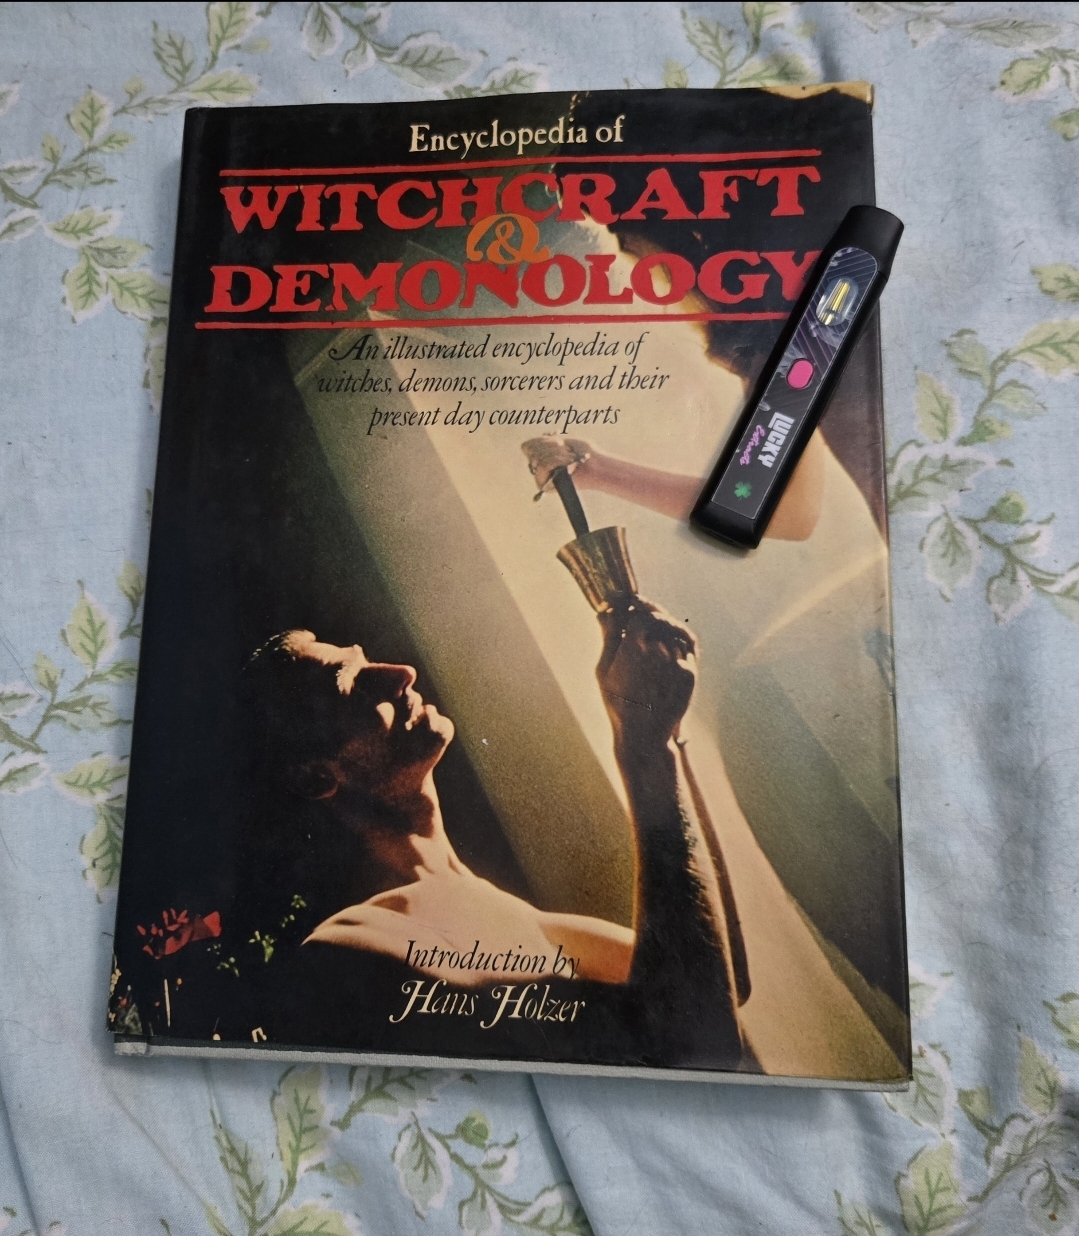 Encyclopedia of
WITCHCRAFT
&
DEMONOLOGY
An illustrated encyclopedia of
witches, demons, sorcerers and their
present day counterparts
LUCKY
Extracts
Introduction by
Hans Holzer